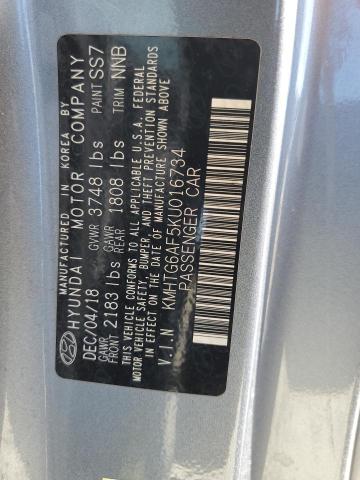 MANUFACTURED IN KOREA BY
HYUNDAI MOTOR COMPANY
DEC/04/18 GVWR 3748 lbs PAINT SS7
GAWR FRONT 2183 lbs GAWR REAR 1808 lbs TRIM NNB
THIS VEHICLE CONFORMS TO ALL APPLICABLE U.S.A. FEDERAL
MOTOR VEHICLE SAFETY, BUMPER, AND THEFT PREVENTION STANDARDS
IN EFFECT ON THE DATE OF MANUFACTURE SHOWN ABOVE
V.I.N KMHTG6AF5KU016734
PASSENGER CAR